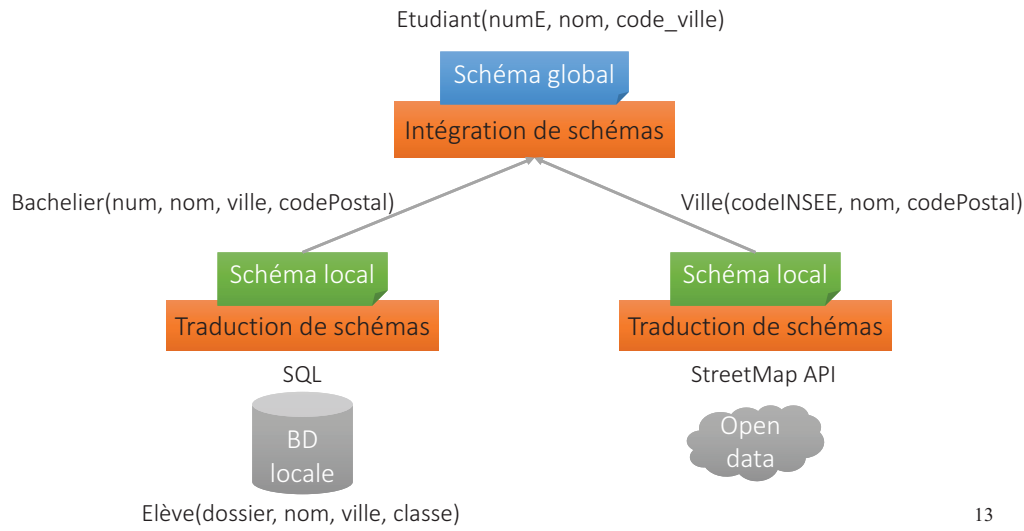 Etudiant(numE, nom, code_ville)
Schéma global
Intégration de schémas
Bachelier(num, nom, ville, codePostal)
Ville(codeINSEE, nom, codePostal)
Schéma local
Schéma local
Traduction de schémas
Traduction de schémas
SQL
StreetMap API
BD
locale
Open
data
Elève(dossier, nom, ville, classe)
13